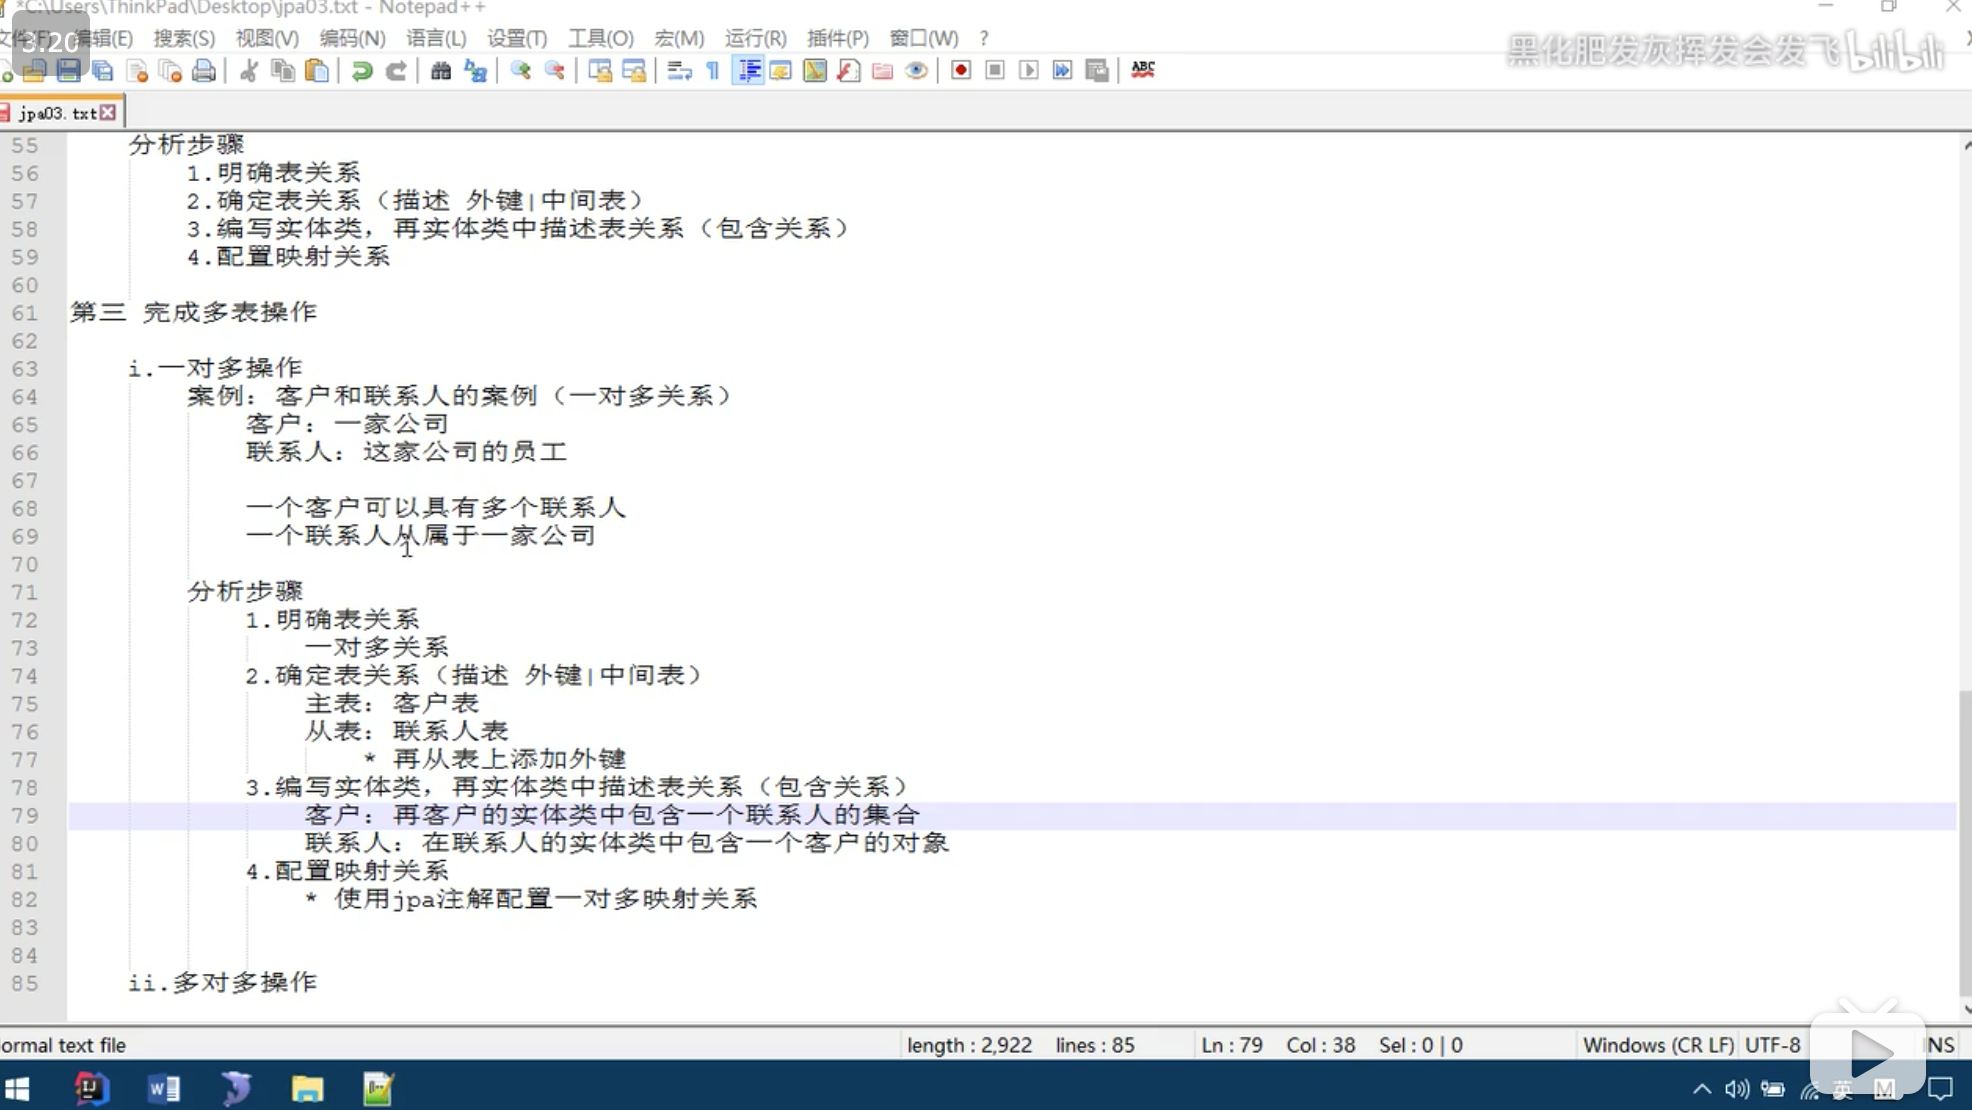 *C:\Users\ThinkPad\Desktop\jpa03.txt - Notepad++
3.20
编辑(E) 搜索(S) 视图(V) 编码(N) 语言(L) 设置(T) 工具(O) 宏(M) 运行(R) 插件(P) 窗口(W) ?
黑化肥发灰挥发会发飞 bilibili
ABC
jpa03.txt
55 分析步骤
56 1.明确表关系
57 2.确定表关系（描述 外键|中间表）
58 3.编写实体类，再实体类中描述表关系（包含关系）
59 4.配置映射关系
60
61 第三 完成多表操作
62
63 i.一对多操作
64 案例：客户和联系人的案例（一对多关系）
65 客户：一家公司
66 联系人：这家公司的员工
67
68 一个客户可以具有多个联系人
69 一个联系人从属于一家公司
70
71 分析步骤
72 1.明确表关系
73 一对多关系
74 2.确定表关系（描述 外键|中间表）
75 主表：客户表
76 从表：联系人表
77 * 再从表上添加外键
78 3.编写实体类，再实体类中描述表关系（包含关系）
79 客户：再客户的实体类中包含一个联系人的集合
80 联系人：在联系人的实体类中包含一个客户的对象
81 4.配置映射关系
82 * 使用jpa注解配置一对多映射关系
83
84
85 ii.多对多操作
ormal text file length : 2,922 lines : 85 Ln : 79 Col : 38 Sel : 0 | 0 Windows (CR LF) UTF-8 INS
英 M